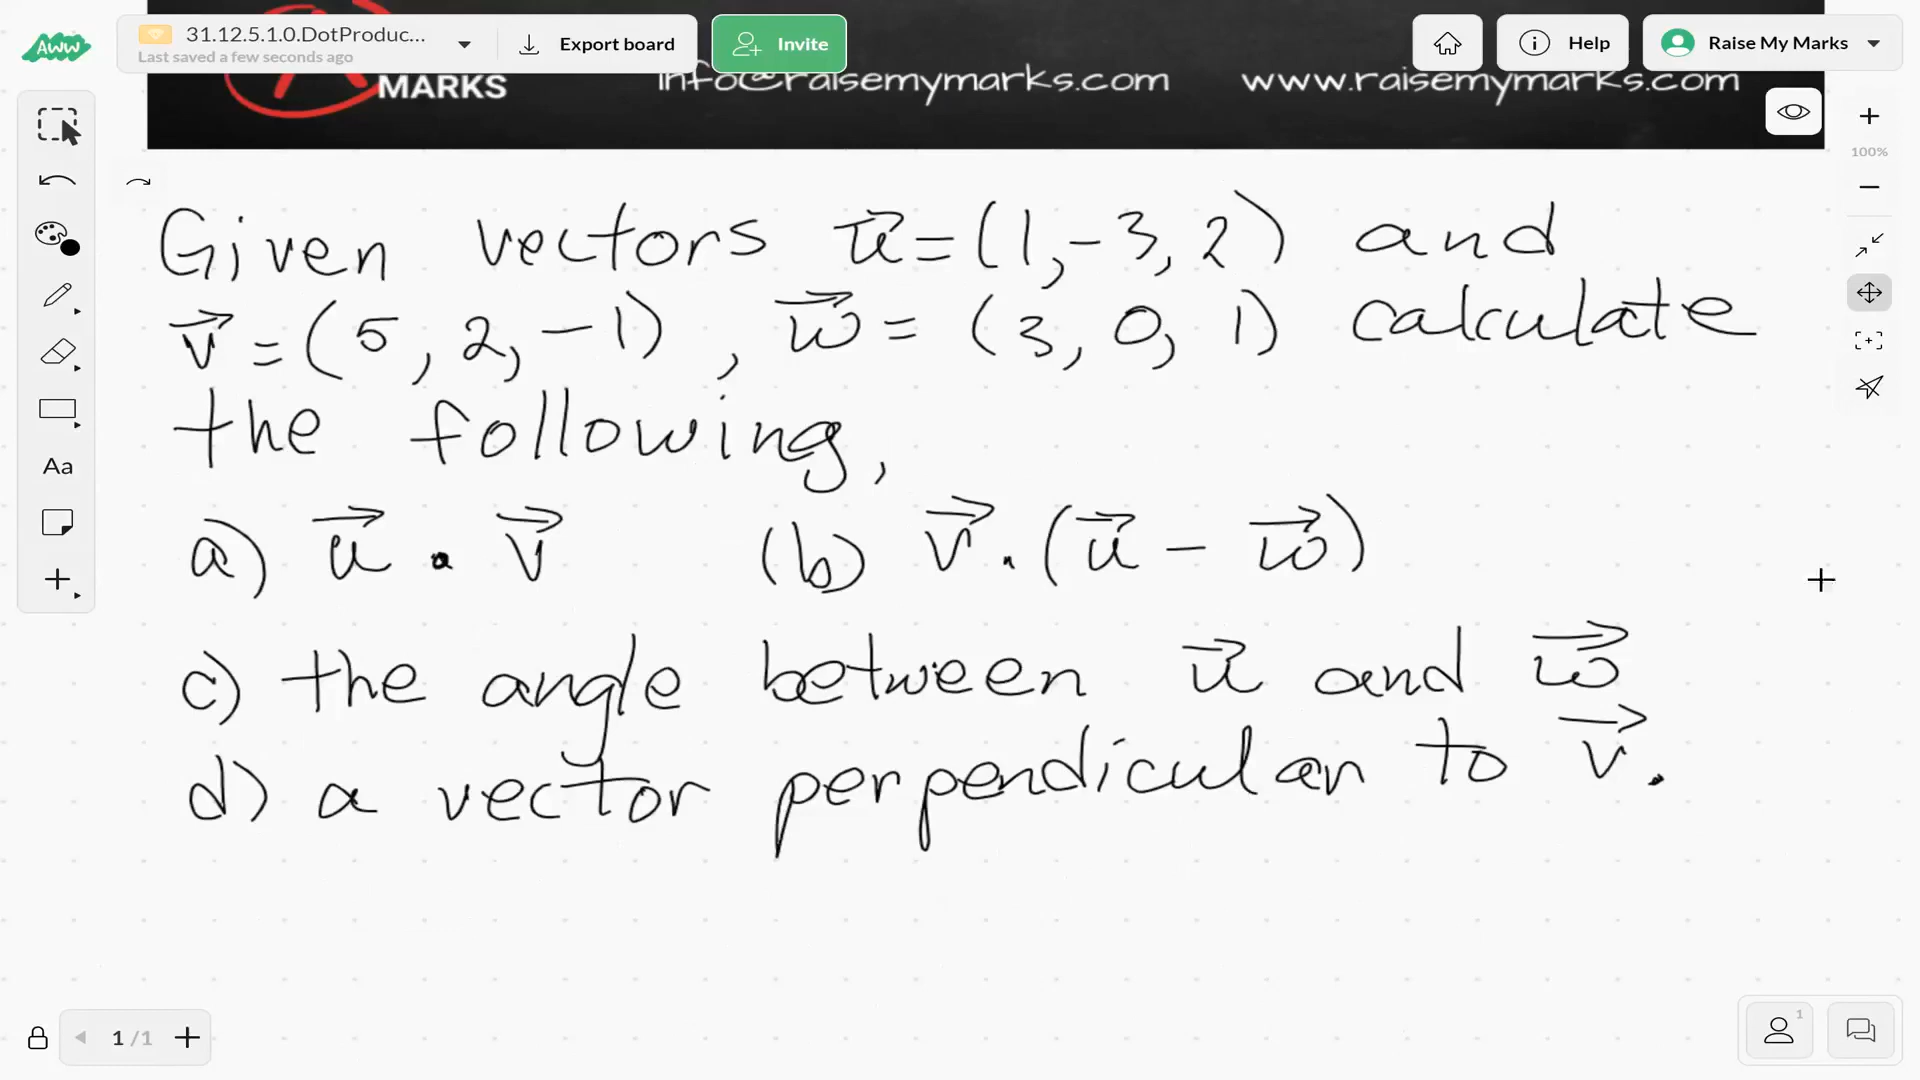 31.12.5.1.0.DotProduc...
Last saved a few seconds ago
Export board
Invite
Help
Raise My Marks
MARKS
info@raisemymarks.com
www.raisemymarks.com
100%
Given vectors u⃗=(1,-3,2) and
v⃗=(5,2,-1), w⃗=(3,0,1) calculate
the following,
a) u⃗ · v⃗ (b) v⃗·(u⃗ - w⃗)
c) the angle between u⃗ and w⃗
d) a vector perpendicular to v⃗.
Aa
1 /1
1
AWW